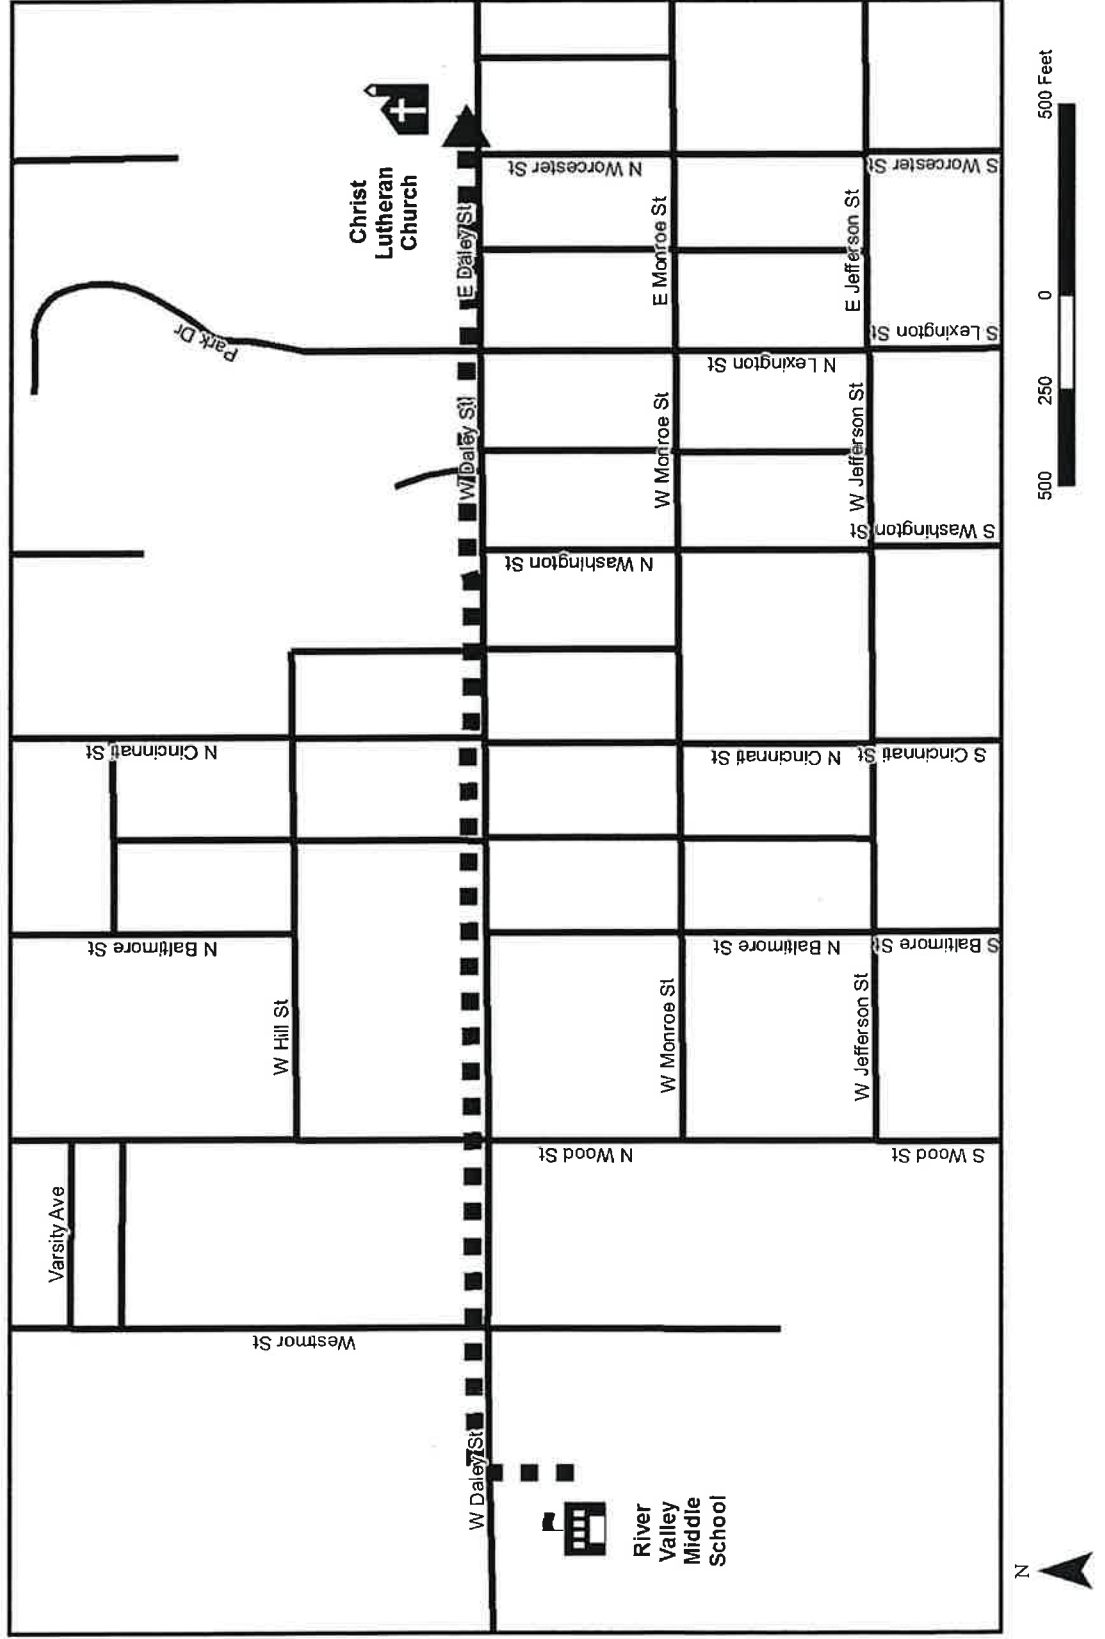 Varsity Ave
Westmor St
W Hill St
N Baltimore St
N Cincinnati St
Park Dr
Christ
Lutheran
Church
W Daley St
W Daley St
E Daley St
River
Valley
Middle
School
N Wood St
N Washington St
N Worcester St
W Monroe St
W Monroe St
E Monroe St
N Baltimore St
N Cincinnati St
N Lexington St
W Jefferson St
W Jefferson St
E Jefferson St
S Wood St
S Baltimore St
S Cincinnati St
S Washington St
S Lexington St
S Worcester St
N
500
250
0
500 Feet